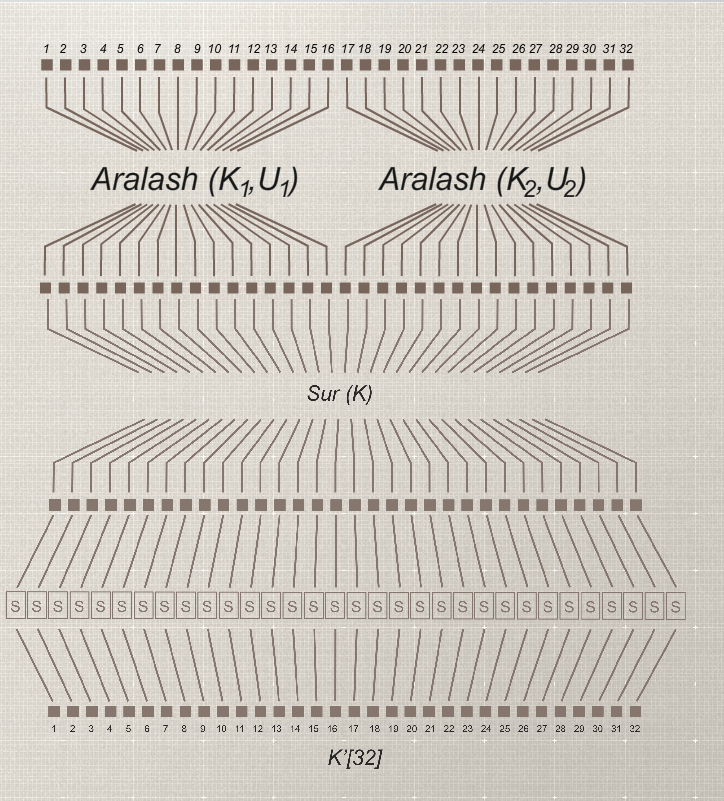 1 2 3 4 5 6 7 8 9 10 11 12 13 14 15 16 17 18 19 20 21 22 23 24 25 26 27 28 29 30 31 32
Aralash (K1,U1) Aralash (K2,U2)
Sur (K)
S S S S S S S S S S S S S S S S S S S S S S S S S S S S S S S S
1 2 3 4 5 6 7 8 9 10 11 12 13 14 15 16 17 18 19 20 21 22 23 24 25 26 27 28 29 30 31 32
K'[32]